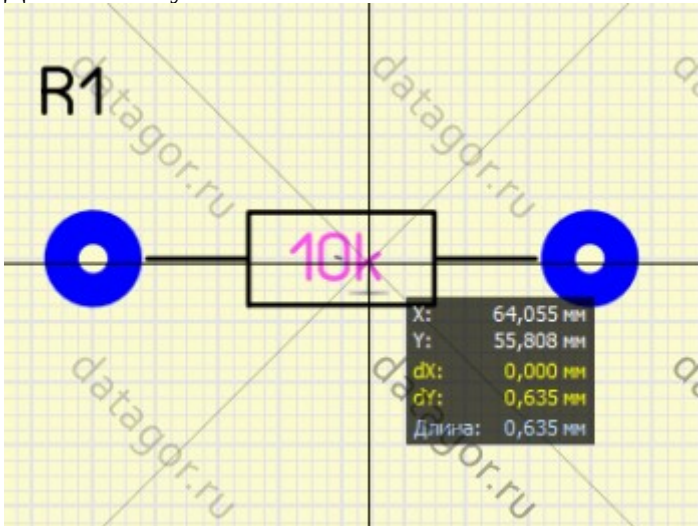 R1
datagor.ru
datagor.ru
10k
X: 64,055 мм
Y: 55,808 мм
dX: 0,000 мм
dY: 0,635 мм
Длина: 0,635 мм
datagor.ru
datagor.ru